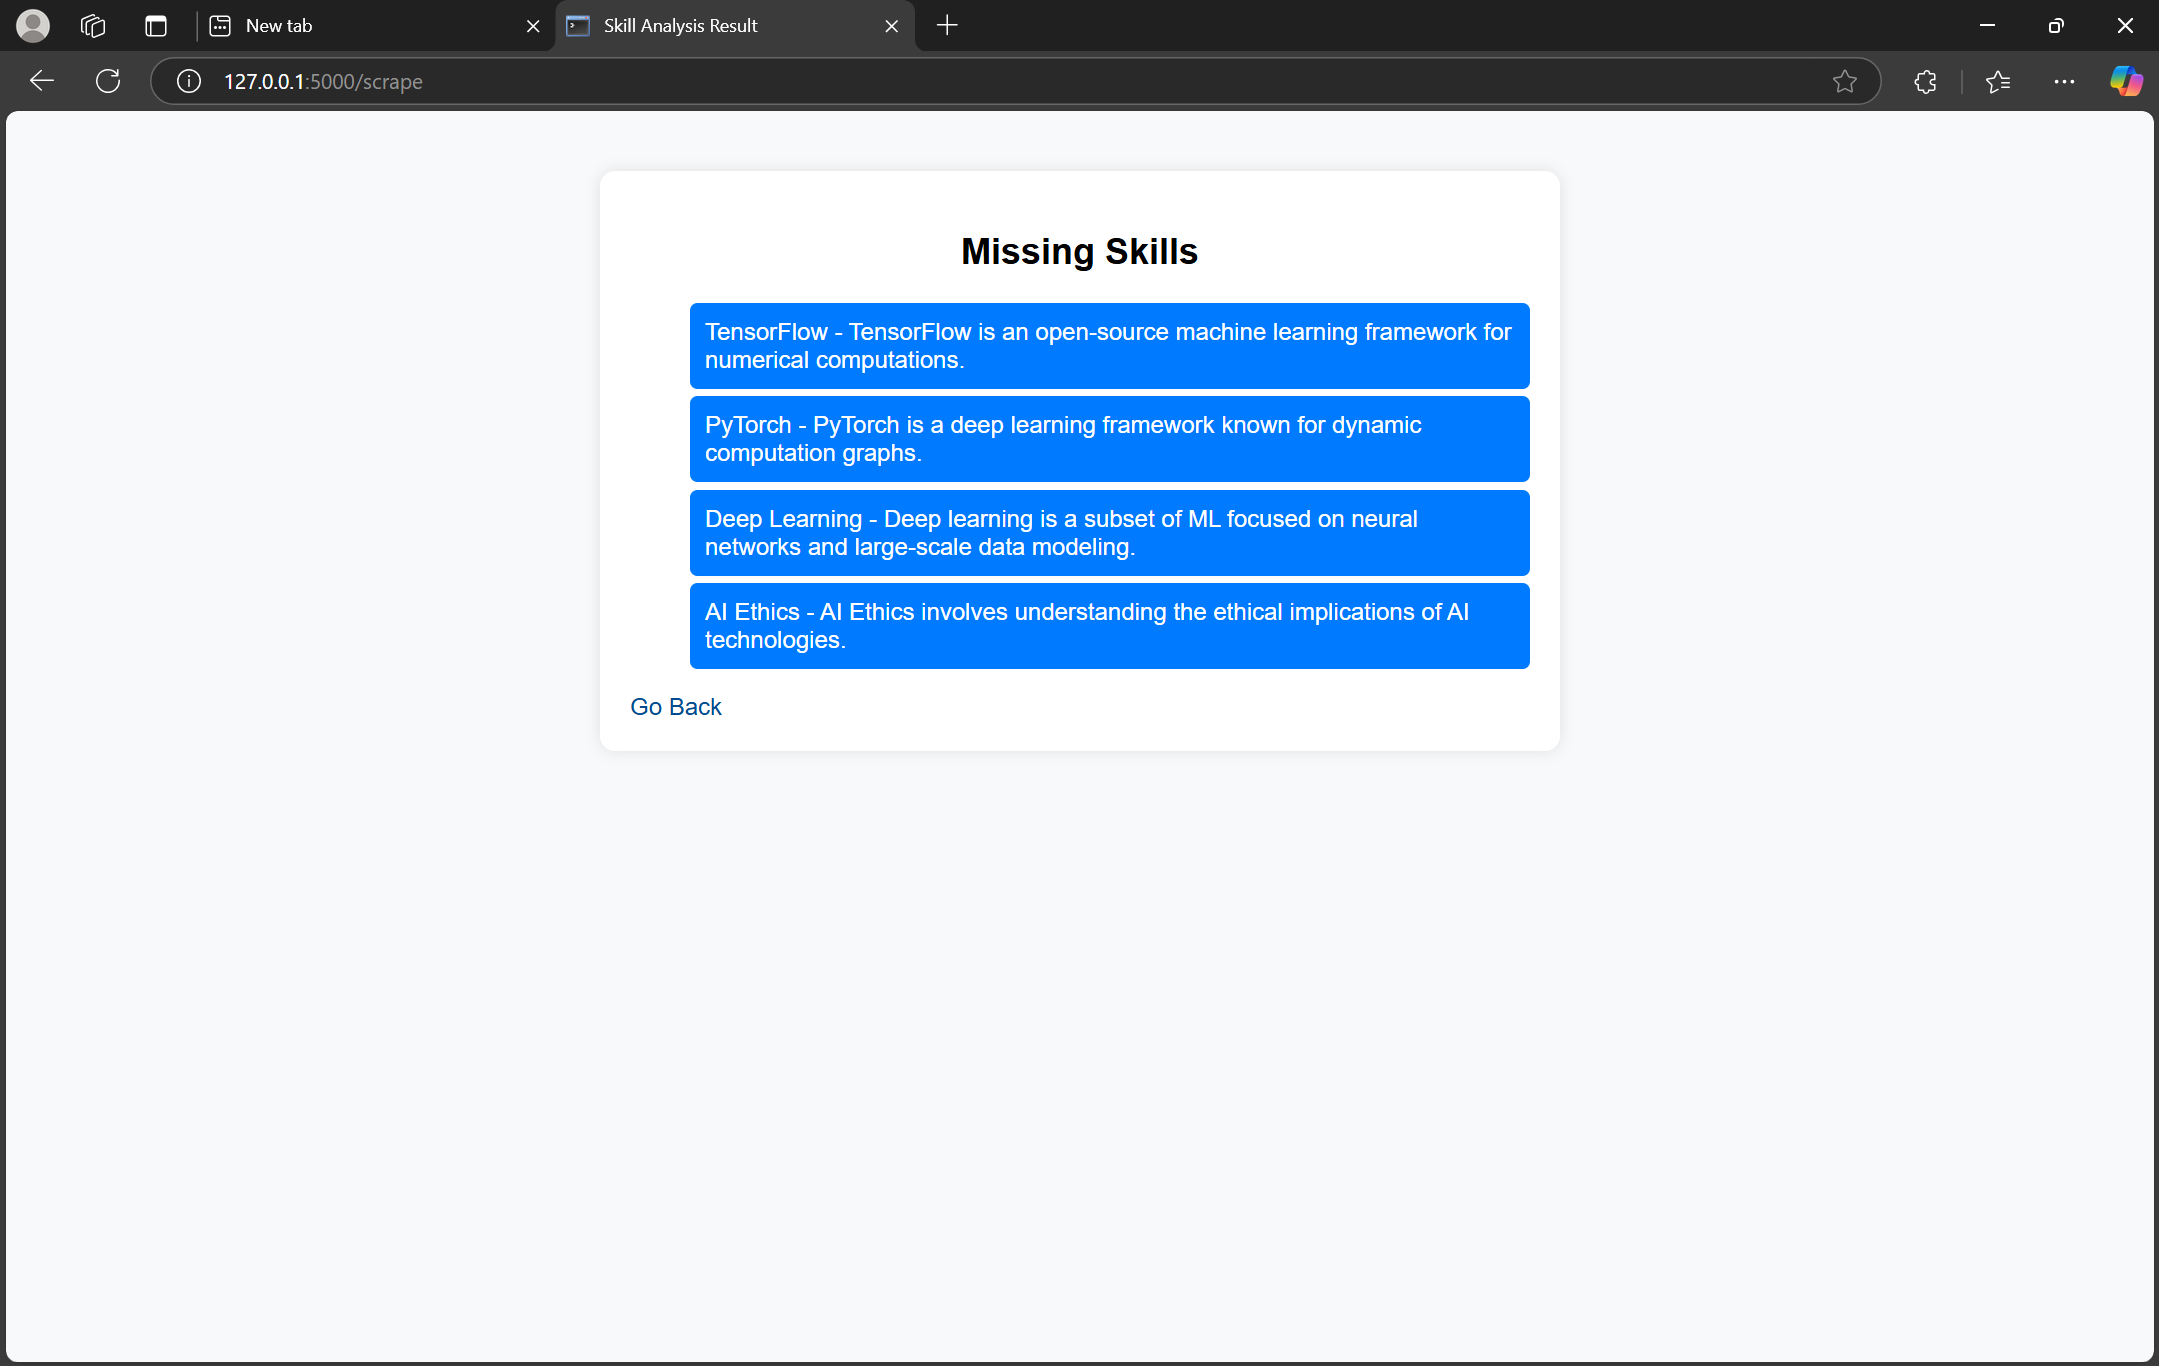 New tab
Skill Analysis Result
127.0.0.1:5000/scrape
Missing Skills
TensorFlow - TensorFlow is an open-source machine learning framework for
numerical computations.
PyTorch - PyTorch is a deep learning framework known for dynamic
computation graphs.
Deep Learning - Deep learning is a subset of ML focused on neural
networks and large-scale data modeling.
AI Ethics - AI Ethics involves understanding the ethical implications of AI
technologies.
Go Back